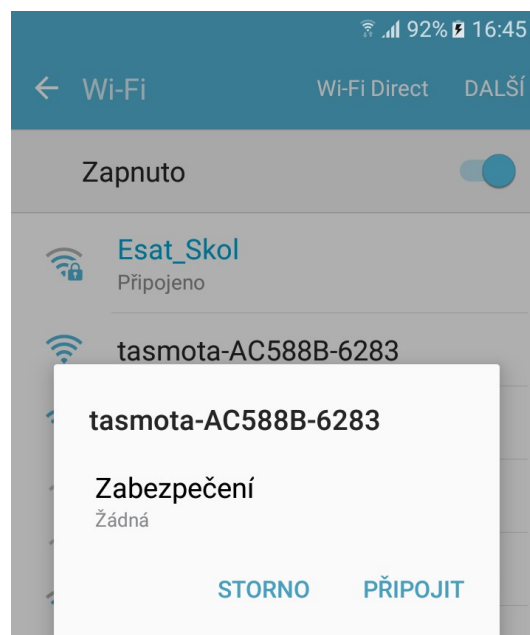 92% 16:45
Wi-Fi Wi-Fi Direct DALŠÍ
Zapnuto
Esat_Skol
Připojeno
tasmota-AC588B-6283
tasmota-AC588B-6283
Zabezpečení
Žádná
STORNO PŘIPOJIT